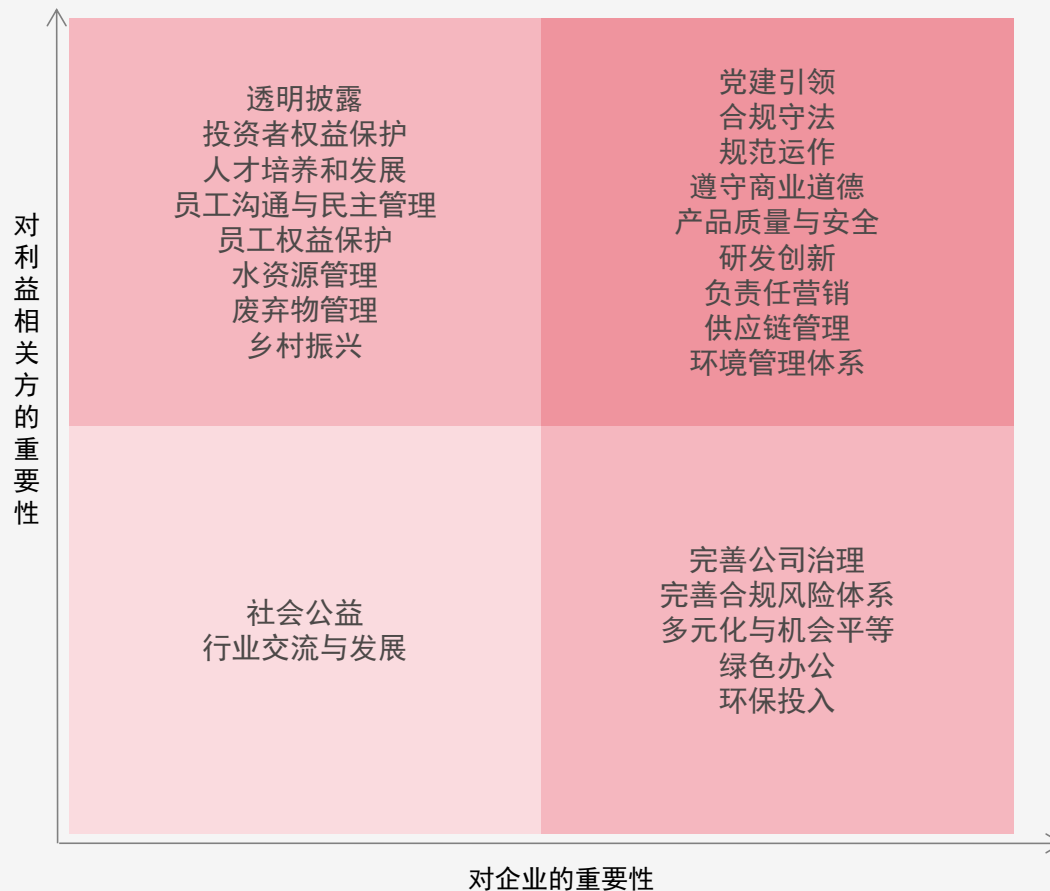 对利益相关方的重要性
透明披露
投资者权益保护
人才培养和发展
员工沟通与民主管理
员工权益保护
水资源管理
废弃物管理
乡村振兴
党建引领
合规守法
规范运作
遵守商业道德
产品质量与安全
研发创新
负责任营销
供应链管理
环境管理体系
社会公益
行业交流与发展
完善公司治理
完善合规风险体系
多元化与机会平等
绿色办公
环保投入
对企业的重要性